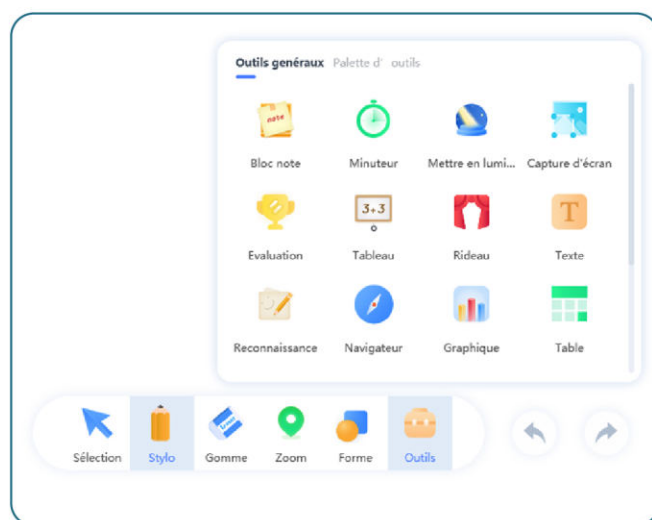 Outils généraux Palette d' outils
note
Bloc note Minuteur Mettre en lumi... Capture d'écran
3+3 T
Evaluation Tableau Rideau Texte
Reconnaissance Navigateur Graphique Table
Sélection Stylo Gomme Zoom Forme Outils